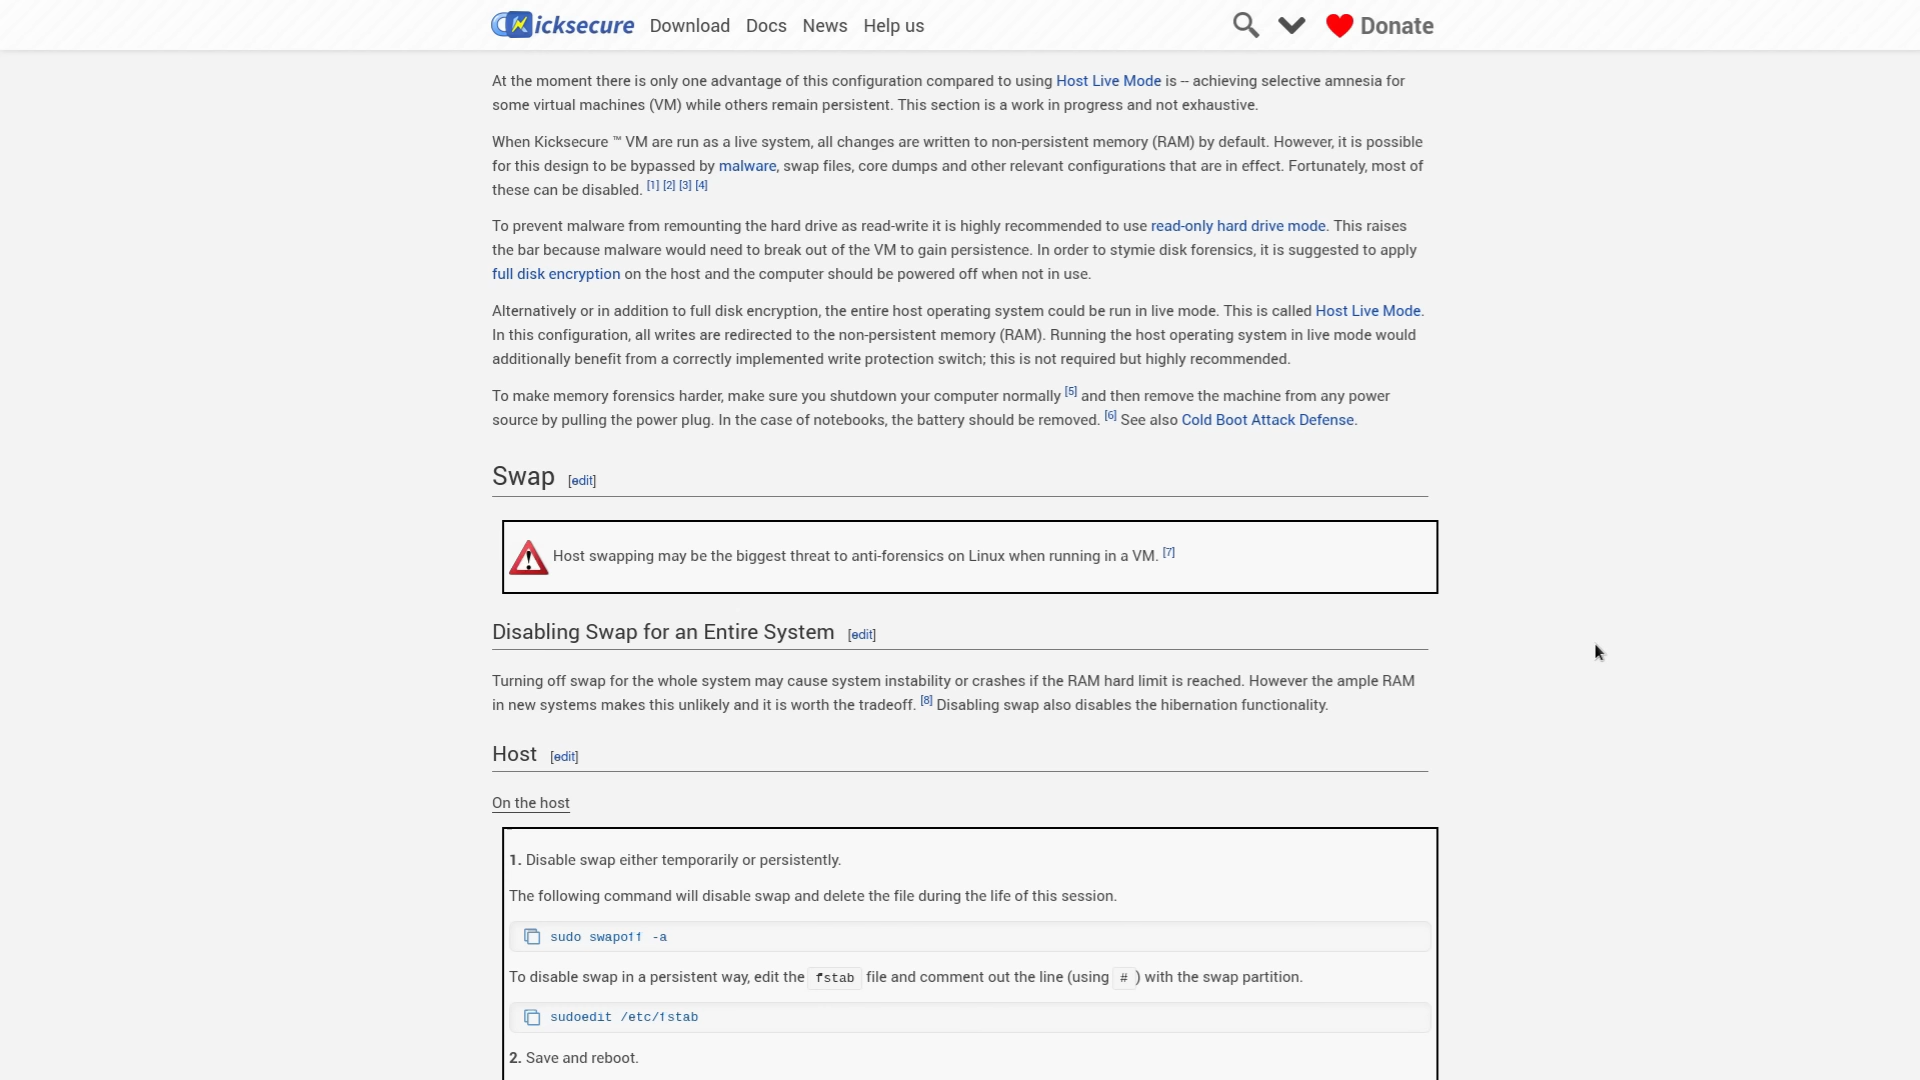 icksecure Download Docs News Help us Donate
At the moment there is only one advantage of this configuration compared to using Host Live Mode is -- achieving selective amnesia for
some virtual machines (VM) while others remain persistent. This section is a work in progress and not exhaustive.
When Kicksecure ™ VM are run as a live system, all changes are written to non-persistent memory (RAM) by default. However, it is possible
for this design to be bypassed by malware, swap files, core dumps and other relevant configurations that are in effect. Fortunately, most of
these can be disabled. [1] [2] [3] [4]
To prevent malware from remounting the hard drive as read-write it is highly recommended to use read-only hard drive mode. This raises
the bar because malware would need to break out of the VM to gain persistence. In order to stymie disk forensics, it is suggested to apply
full disk encryption on the host and the computer should be powered off when not in use.
Alternatively or in addition to full disk encryption, the entire host operating system could be run in live mode. This is called Host Live Mode.
In this configuration, all writes are redirected to the non-persistent memory (RAM). Running the host operating system in live mode would
additionally benefit from a correctly implemented write protection switch; this is not required but highly recommended.
To make memory forensics harder, make sure you shutdown your computer normally [5] and then remove the machine from any power
source by pulling the power plug. In the case of notebooks, the battery should be removed. [6] See also Cold Boot Attack Defense.
Swap [edit]
Host swapping may be the biggest threat to anti-forensics on Linux when running in a VM. [7]
Disabling Swap for an Entire System [edit]
Turning off swap for the whole system may cause system instability or crashes if the RAM hard limit is reached. However the ample RAM
in new systems makes this unlikely and it is worth the tradeoff. [8] Disabling swap also disables the hibernation functionality.
Host [edit]
On the host
1. Disable swap either temporarily or persistently.
The following command will disable swap and delete the file during the life of this session.
sudo swapoff -a
To disable swap in a persistent way, edit the fstab file and comment out the line (using # ) with the swap partition.
sudoedit /etc/fstab
2. Save and reboot.